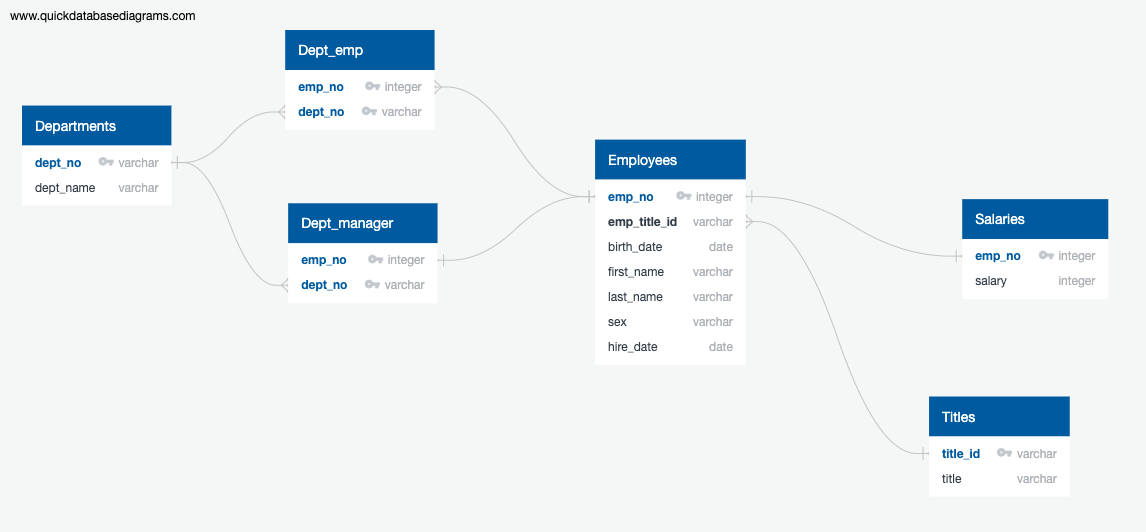 www.quickdatabasediagrams.com
Dept_emp
emp_no integer
dept_no varchar
Departments
dept_no varchar
dept_name varchar
Dept_manager
emp_no integer
dept_no varchar
Employees
emp_no integer
emp_title_id varchar
birth_date date
first_name varchar
last_name varchar
sex varchar
hire_date date
Salaries
emp_no integer
salary integer
Titles
title_id varchar
title varchar